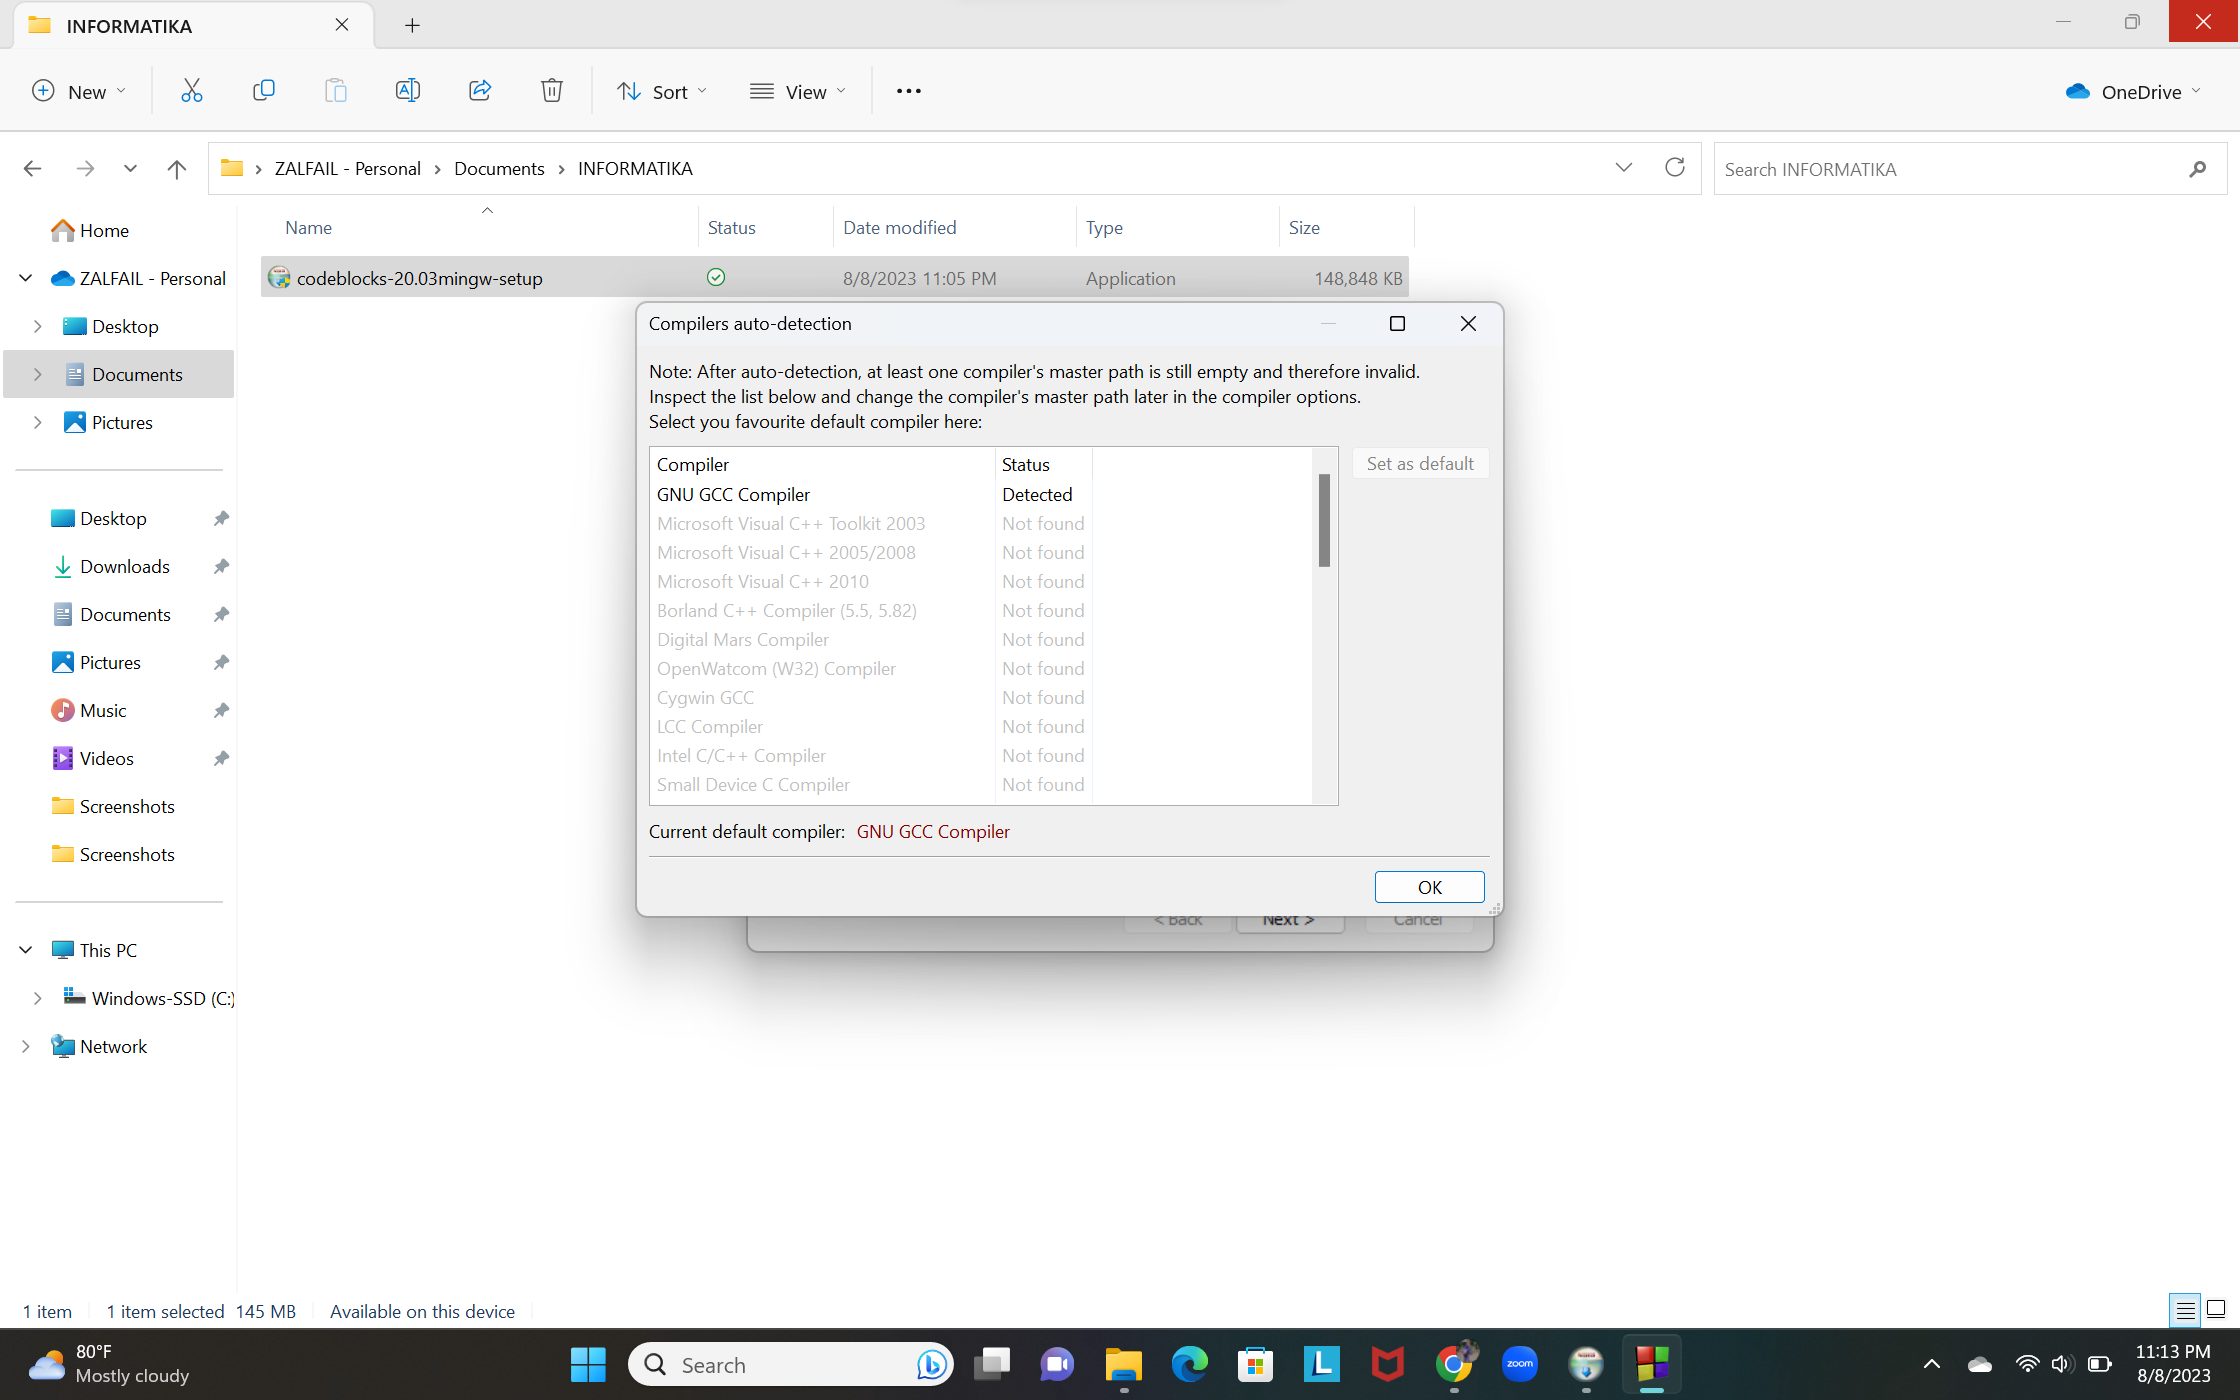 INFORMATIKA
New
Sort
View
OneDrive
ZALFAIL - Personal > Documents > INFORMATIKA
Search INFORMATIKA
Name Status Date modified Type Size
codeblocks-20.03mingw-setup 8/8/2023 11:05 PM Application 148,848 KB
Home
ZALFAIL - Personal
Desktop
Documents
Pictures
Desktop
Downloads
Documents
Pictures
Music
Videos
Screenshots
Screenshots
This PC
Windows-SSD (C:)
Network
Compilers auto-detection
Note: After auto-detection, at least one compiler's master path is still empty and therefore invalid.
Inspect the list below and change the compiler's master path later in the compiler options.
Select you favourite default compiler here:
Compiler Status
GNU GCC Compiler Detected
Microsoft Visual C++ Toolkit 2003 Not found
Microsoft Visual C++ 2005/2008 Not found
Microsoft Visual C++ 2010 Not found
Borland C++ Compiler (5.5, 5.82) Not found
Digital Mars Compiler Not found
OpenWatcom (W32) Compiler Not found
Cygwin GCC Not found
LCC Compiler Not found
Intel C/C++ Compiler Not found
Small Device C Compiler Not found
Set as default
Current default compiler: GNU GCC Compiler
OK
< Back Next > Cancel
1 item 1 item selected 145 MB Available on this device
80°F
Mostly cloudy
Search
zoom
11:13 PM
8/8/2023